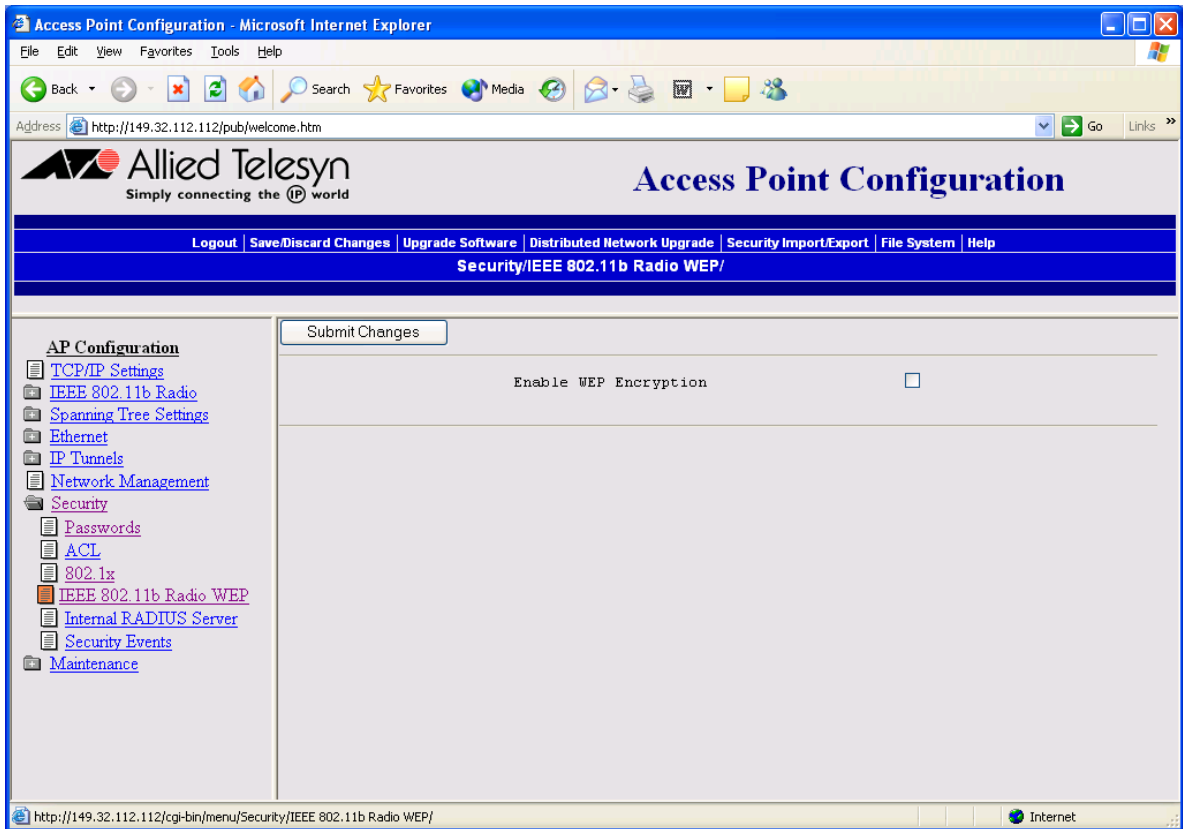 Access Point Configuration - Microsoft Internet Explorer
File Edit View Favorites Tools Help
Back Search Favorites Media
Address http://149.32.112.112/pub/welcome.htm Go Links »
Allied Telesyn
Simply connecting the IP world
Access Point Configuration
Logout | Save/Discard Changes | Upgrade Software | Distributed Network Upgrade | Security Import/Export | File System | Help
Security/IEEE 802.11b Radio WEP/
Submit Changes
Enable WEP Encryption
AP Configuration
TCP/IP Settings
IEEE 802.11b Radio
Spanning Tree Settings
Ethernet
IP Tunnels
Network Management
Security
Passwords
ACL
802.1x
IEEE 802.11b Radio WEP
Internal RADIUS Server
Security Events
Maintenance
http://149.32.112.112/cgi-bin/menu/Security/IEEE 802.11b Radio WEP/ Internet